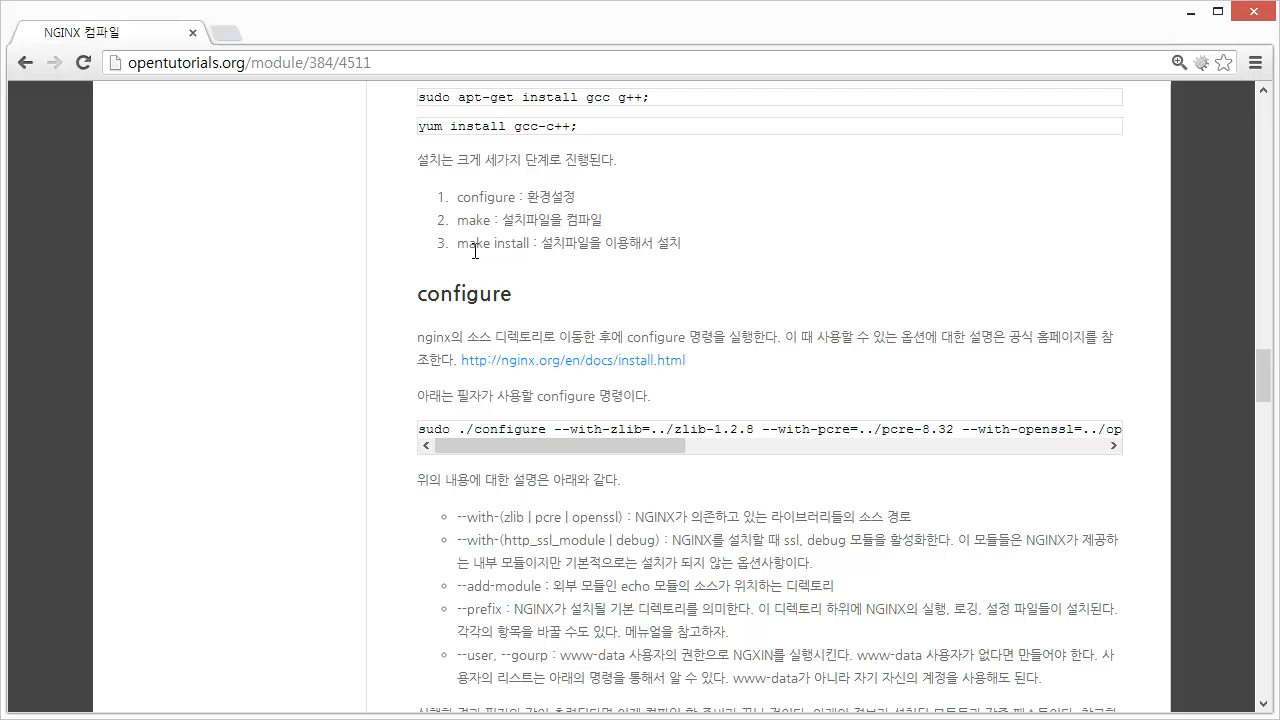 NGINX 컴파일
opentutorials.org/module/384/4511
sudo apt-get install gcc g++;
yum install gcc-c++;
설치는 크게 세가지 단계로 진행된다.
1. configure : 환경설정
2. make : 설치파일을 컴파일
3. make install : 설치파일을 이용해서 설치
configure
nginx의 소스 디렉토리로 이동한 후에 configure 명령을 실행한다. 이 때 사용할 수 있는 옵션에 대한 설명은 공식 홈페이지를 참
조한다. http://nginx.org/en/docs/install.html
아래는 필자가 사용할 configure 명령이다.
sudo ./configure --with-zlib=../zlib-1.2.8 --with-pcre=../pcre-8.32 --with-openssl=../op
위의 내용에 대한 설명은 아래와 같다.
--with-(zlib | pcre | openssl) : NGINX가 의존하고 있는 라이브러리들의 소스 경로
--with-(http_ssl_module | debug) : NGINX를 설치할 때 ssl, debug 모듈을 활성화한다. 이 모듈들은 NGINX가 제공하
는 내부 모듈이지만 기본적으로는 설치가 되지 않는 옵션사항이다.
--add-module : 외부 모듈인 echo 모듈의 소스가 위치하는 디렉토리
--prefix : NGINX가 설치될 기본 디렉토리를 의미한다. 이 디렉토리 하위에 NGINX의 실행, 로깅, 설정 파일들이 설치된다.
각각의 항목을 바꿀 수도 있다. 메뉴얼을 참고하자.
--user, --gourp : www-data 사용자의 권한으로 NGXIN를 실행시킨다. www-data 사용자가 없다면 만들어야 한다. 사
용자의 리스트는 아래의 명령을 통해서 알 수 있다. www-data가 아니라 자기 자신의 계정을 사용해도 된다.